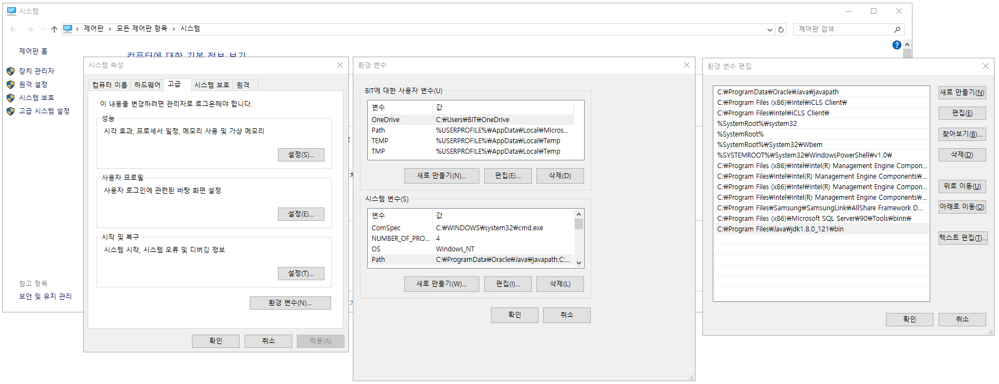 시스템
제어판 › 모든 제어판 항목 › 시스템
제어판 검색
제어판 홈
장치 관리자
원격 설정
시스템 보호
고급 시스템 설정
참고 항목
보안 및 유지 관리
컴퓨터에 대한 기본 정보 보기
시스템 속성
컴퓨터 이름 하드웨어 고급 시스템 보호 원격
이 내용을 변경하려면 관리자로 로그온해야 합니다.
성능
시각 효과, 프로세서 일정, 메모리 사용 및 가상 메모리
설정(S)...
사용자 프로필
사용자 로그인에 관련된 바탕 화면 설정
설정(E)...
시작 및 복구
시스템 시작, 시스템 오류 및 디버깅 정보
설정(T)...
환경 변수(N)...
확인 취소 적용(A)
환경 변수
BIT에 대한 사용자 변수(U)
변수 값
OneDrive C:₩Users₩BIT₩OneDrive
Path %USERPROFILE%₩AppData₩Local₩Micros...
TEMP %USERPROFILE%₩AppData₩Local₩Temp
TMP %USERPROFILE%₩AppData₩Local₩Temp
새로 만들기(N)... 편집(E)... 삭제(D)
시스템 변수(S)
변수 값
ComSpec C:₩WINDOWS₩system32₩cmd.exe
NUMBER_OF_PRO... 4
OS Windows_NT
Path C:₩ProgramData₩Oracle₩Java₩javapath;C:...
새로 만들기(W)... 편집(I)... 삭제(L)
확인 취소
환경 변수 편집
C:₩ProgramData₩Oracle₩Java₩javapath
C:₩Program Files (x86)₩Intel₩iCLS Client₩
C:₩Program Files₩Intel₩iCLS Client₩
%SystemRoot%₩system32
%SystemRoot%
%SystemRoot%₩System32₩Wbem
%SYSTEMROOT%₩System32₩WindowsPowerShell₩v1.0₩
C:₩Program Files (x86)₩Intel₩Intel(R) Management Engine Compon...
C:₩Program Files₩Intel₩Intel(R) Management Engine Components₩...
C:₩Program Files (x86)₩Intel₩Intel(R) Management Engine Compon...
C:₩Program Files₩Intel₩Intel(R) Management Engine Components₩...
C:₩Program Files₩Samsung₩SamsungLink₩AllShare Framework D...
C:₩Program Files₩Microsoft SQL Server₩90₩Tools₩binn₩
C:₩Program Files₩Java₩jdk1.8.0_121₩bin
새로 만들기(N)
편집(E)
찾아보기(B)...
삭제(D)
위로 이동(U)
아래로 이동(O)
텍스트 편집(T)...
확인 취소